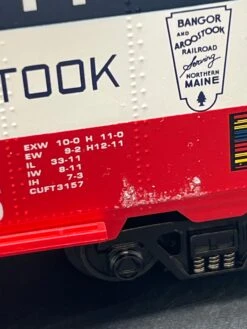 BANGOR
AND
AROOSTOOK
RAILROAD
Serving
NORTHERN
MAINE
TOOK
EXW 10-0 H 11-0
EW 9-2 H12-11
IL 33-11
IW 8-11
IH 7-3
CUFT3157